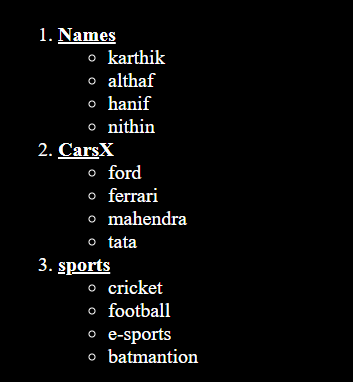 1. Names
karthik
althaf
hanif
nithin
2. CarsX
ford
ferrari
mahendra
tata
3. sports
cricket
football
e-sports
batmantion